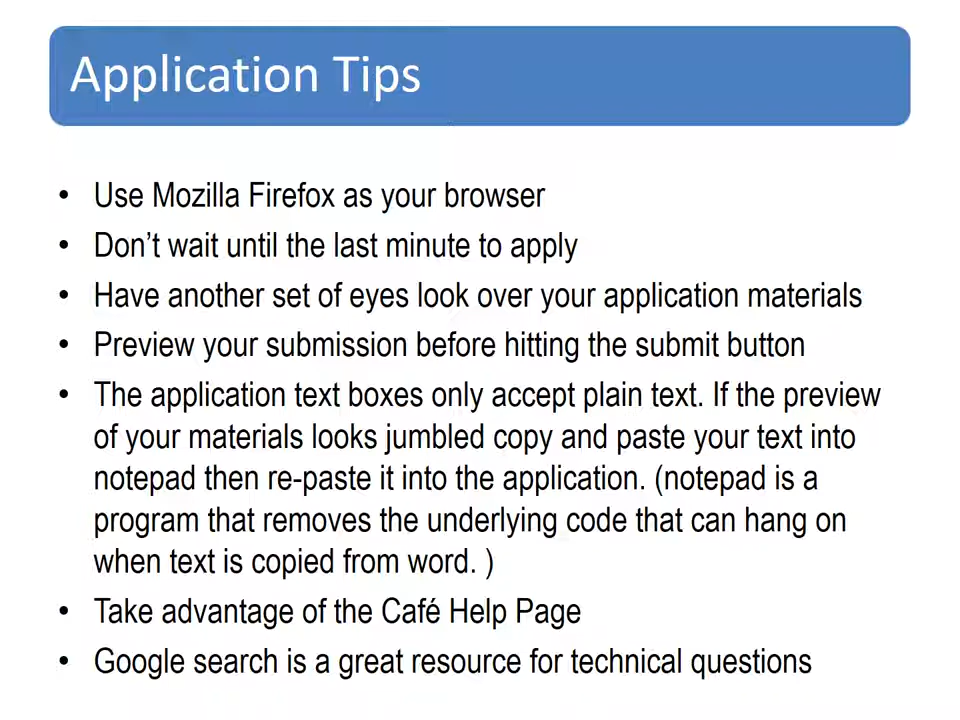 Application Tips
• Use Mozilla Firefox as your browser
• Don’t wait until the last minute to apply
• Have another set of eyes look over your application materials
• Preview your submission before hitting the submit button
• The application text boxes only accept plain text. If the preview
of your materials looks jumbled copy and paste your text into
notepad then re-paste it into the application. (notepad is a
program that removes the underlying code that can hang on
when text is copied from word. )
• Take advantage of the Café Help Page
• Google search is a great resource for technical questions